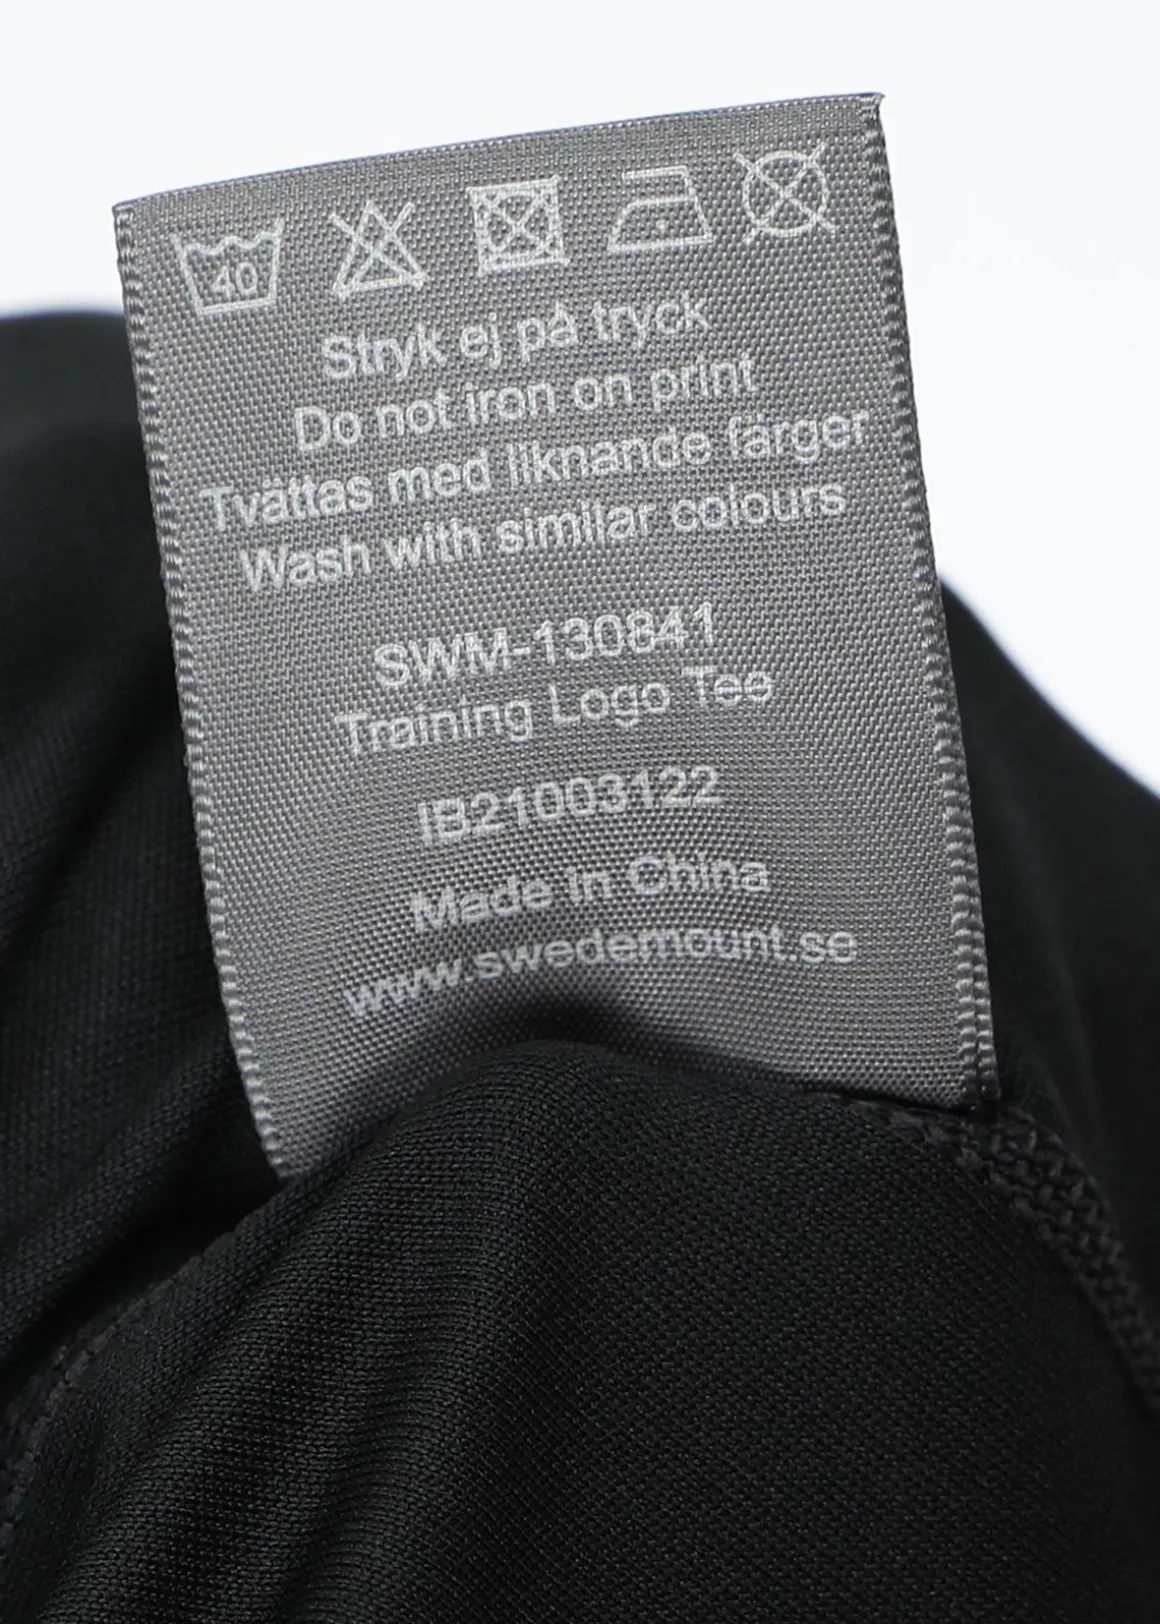 40
Stryk ej på tryck
Do not iron on print
Tvättas med liknande färger
Wash with similar colours
SWM-130841
Training Logo Tee
IB21003122
Made in China
www.swedemount.se